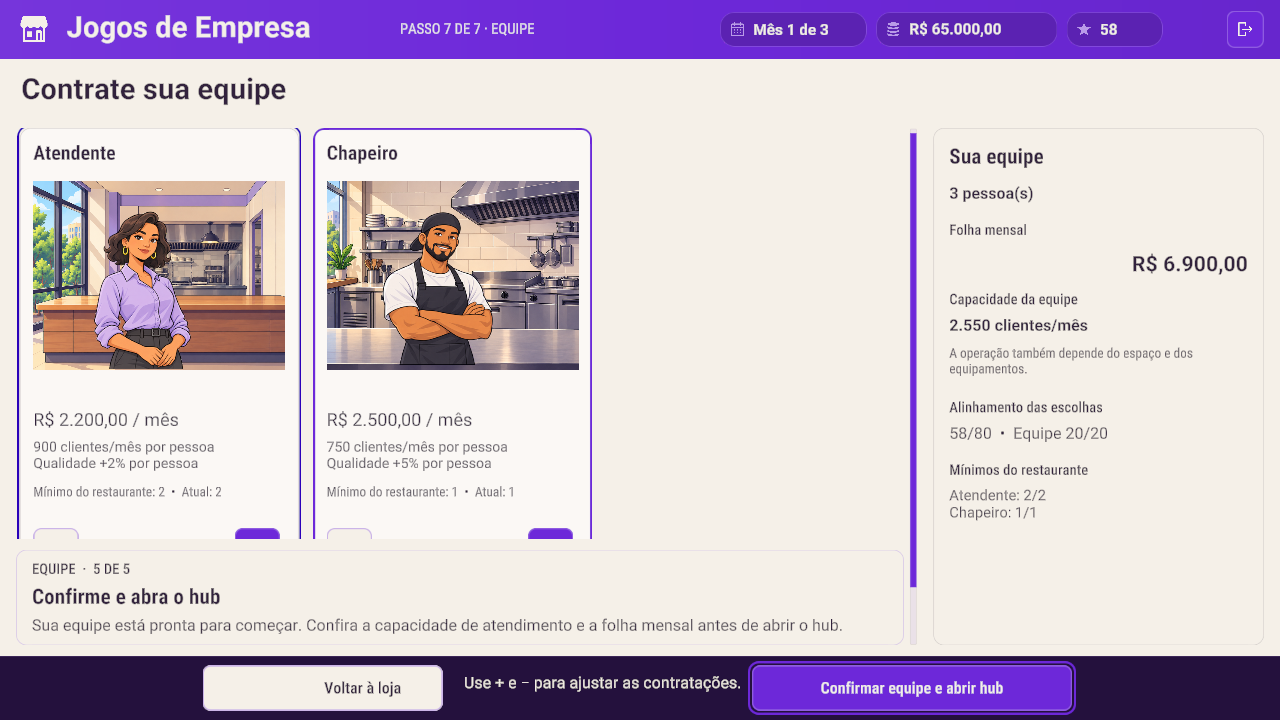 Jogos de Empresa
PASSO 7 DE 7 · EQUIPE
Mês 1 de 3
R$ 65.000,00
58
Contrate sua equipe
Atendente
R$ 2.200,00 / mês
900 clientes/mês por pessoa
Qualidade +2% por pessoa
Mínimo do restaurante: 2 • Atual: 2
Chapeiro
R$ 2.500,00 / mês
750 clientes/mês por pessoa
Qualidade +5% por pessoa
Mínimo do restaurante: 1 • Atual: 1
Sua equipe
3 pessoa(s)
Folha mensal
R$ 6.900,00
Capacidade da equipe
2.550 clientes/mês
A operação também depende do espaço e dos
equipamentos.
Alinhamento das escolhas
58/80 • Equipe 20/20
Mínimos do restaurante
Atendente: 2/2
Chapeiro: 1/1
EQUIPE · 5 DE 5
Confirme e abra o hub
Sua equipe está pronta para começar. Confira a capacidade de atendimento e a folha mensal antes de abrir o hub.
Voltar à loja
Use + e − para ajustar as contratações.
Confirmar equipe e abrir hub